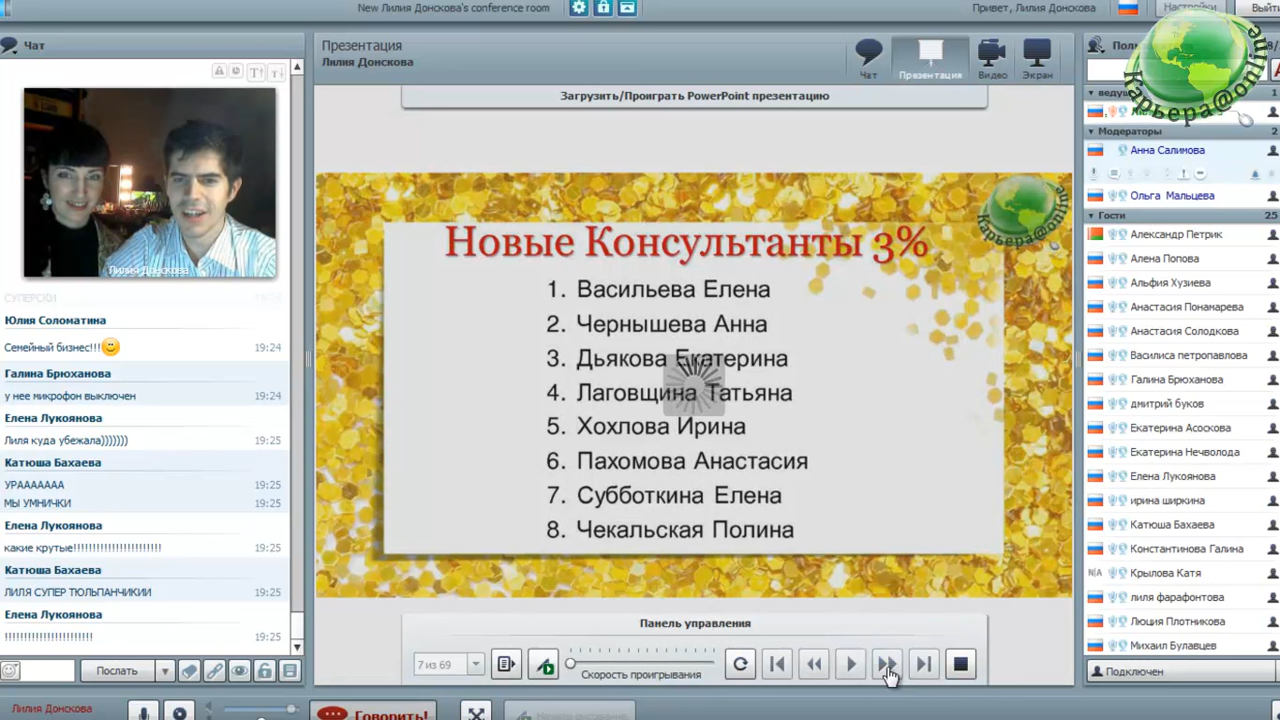 New Лилия Донскова's conference room
Привет, Лилия Донскова
Настройки
Выйти
Чат
Презентация
Лилия Донскова
Чат
Презентация
Видео
Экран
Карьера@online
Загрузить/Проиграть PowerPoint презентацию
Лилия Донскова
СУПЕРСКИ
Юлия Соломатина
Семейный бизнес!!!
19:24
Галина Брюханова
у нее микрофон выключен
19:24
Елена Лукоянова
Лиля куда убежала)))))))
19:25
Катюша Бахаева
УРААААААА
19:25
МЫ УМНИЧКИ
19:25
Елена Лукоянова
какие крутые!!!!!!!!!!!!!!!!!!!!!!!
19:25
Катюша Бахаева
ЛИЛЯ СУПЕР ТЮЛЬПАНЧИКИИ
19:25
Елена Лукоянова
!!!!!!!!!!!!!!!!!!!!!!!
19:25
Послать
Лилия Донскова
Говорить!
Карьера@online
Новые Консультанты 3%
1. Васильева Елена
2. Чернышева Анна
3. Дьякова Екатерина
4. Лаговщина Татьяна
5. Хохлова Ирина
6. Пахомова Анастасия
7. Субботкина Елена
8. Чекальская Полина
Панель управления
7 из 69
Скорость проигрывания
1
Модераторы
2
Анна Салимова
Ольга Мальцева
Гости
25
Александр Петрик
Алена Попова
Альфия Хузиева
Анастасия Понамарева
Анастасия Солодкова
Василиса петропавлова
Галина Брюханова
дмитрий буков
Екатерина Асоскова
Екатерина Нечволода
Елена Лукоянова
ирина ширкина
Катюша Бахаева
Константинова Галина
N|A Крылова Катя
лиля фарафонтова
Люция Плотникова
Михаил Булавцев
Подключен